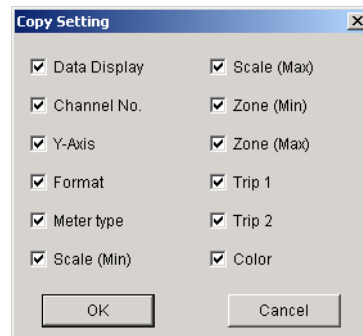 Copy Setting
Data Display
Scale (Max)
Channel No.
Zone (Min)
Y-Axis
Zone (Max)
Format
Trip 1
Meter type
Trip 2
Scale (Min)
Color
OK
Cancel